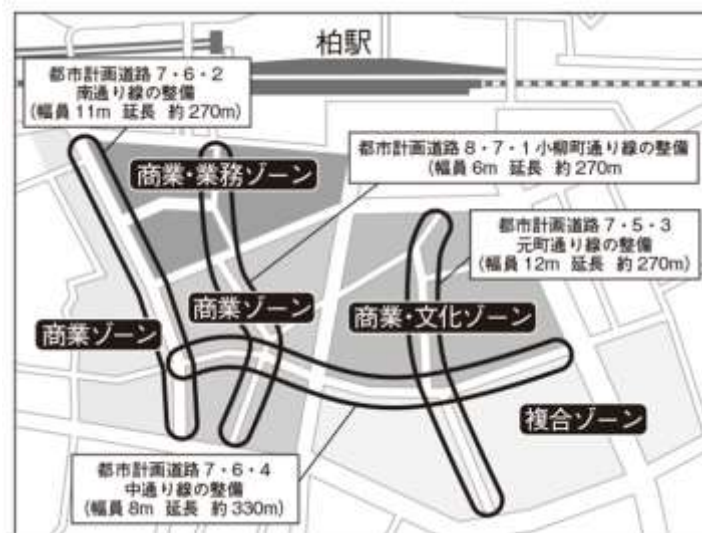 柏駅
都市計画道路 7・6・2
南通り線の整備
(幅員 11m 延長 約 270m)
都市計画道路 8・7・1 小柳町通り線の整備
(幅員 6m 延長 約 270m
商業・業務ゾーン
都市計画道路 7・5・3
元町通り線の整備
(幅員 12m 延長 約 270m)
商業ゾーン
商業ゾーン
商業・文化ゾーン
複合ゾーン
都市計画道路 7・6・4
中通り線の整備
(幅員 8m 延長 約 330m)